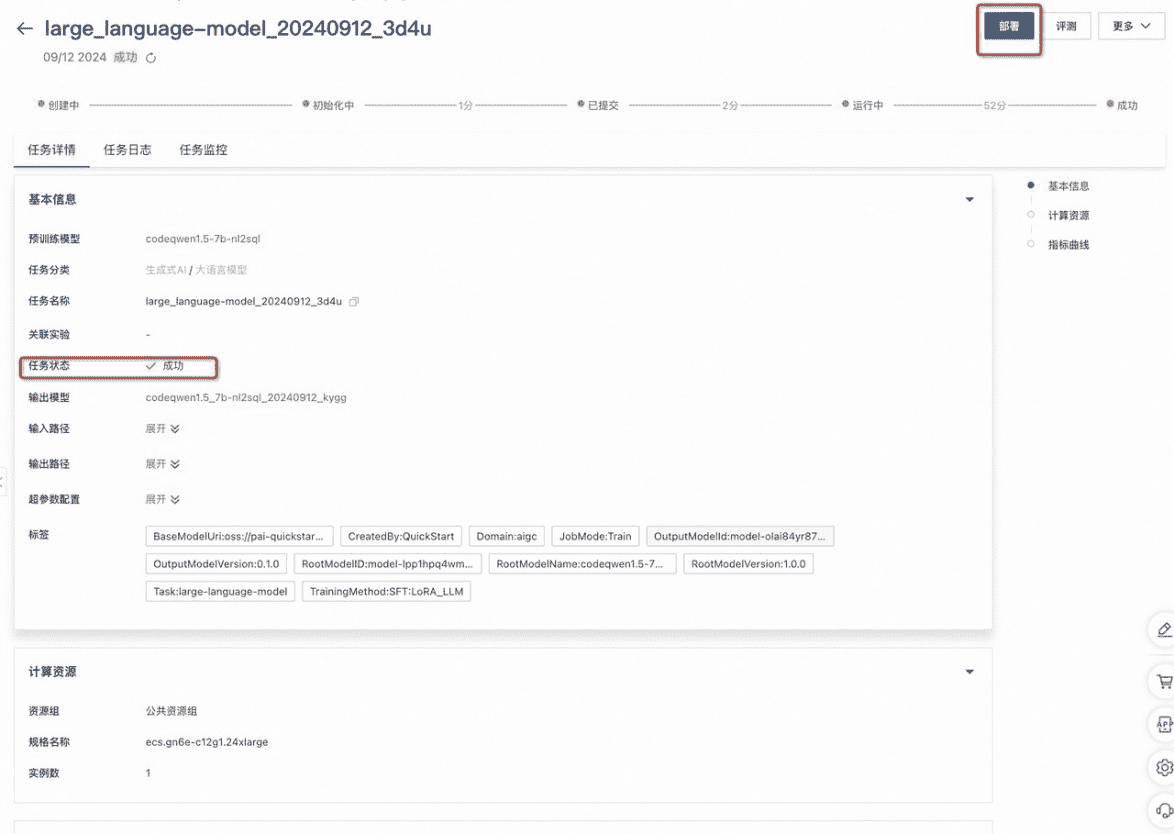 large_language-model_20240912_3d4u
部署 评测 更多
09/12 2024 成功
创建中 初始化中 1分 已提交 2分 运行中 52分 成功
任务详情 任务日志 任务监控
基本信息
预训练模型 codeqwen1.5-7b-nl2sql
任务分类 生成式AI / 大语言模型
任务名称 large_language-model_20240912_3d4u
关联实验 -
任务状态 成功
输出模型 codeqwen1.5_7b-nl2sql_20240912_kygg
输入路径 展开
输出路径 展开
超参数配置 展开
标签 BaseModelUri:oss://pai-quickstar... CreatedBy:QuickStart Domain:aigc JobMode:Train OutputModelId:model-olai84yr87...
OutputModelVersion:0.1.0 RootModelID:model-lpp1hpq4wm... RootModelName:codeqwen1.5-7... RootModelVersion:1.0.0
Task:large-language-model TrainingMethod:SFT:LoRA_LLM
计算资源
资源组 公共资源组
规格名称 ecs.gn6e-c12g1.24xlarge
实例数 1
基本信息
计算资源
指标曲线
API